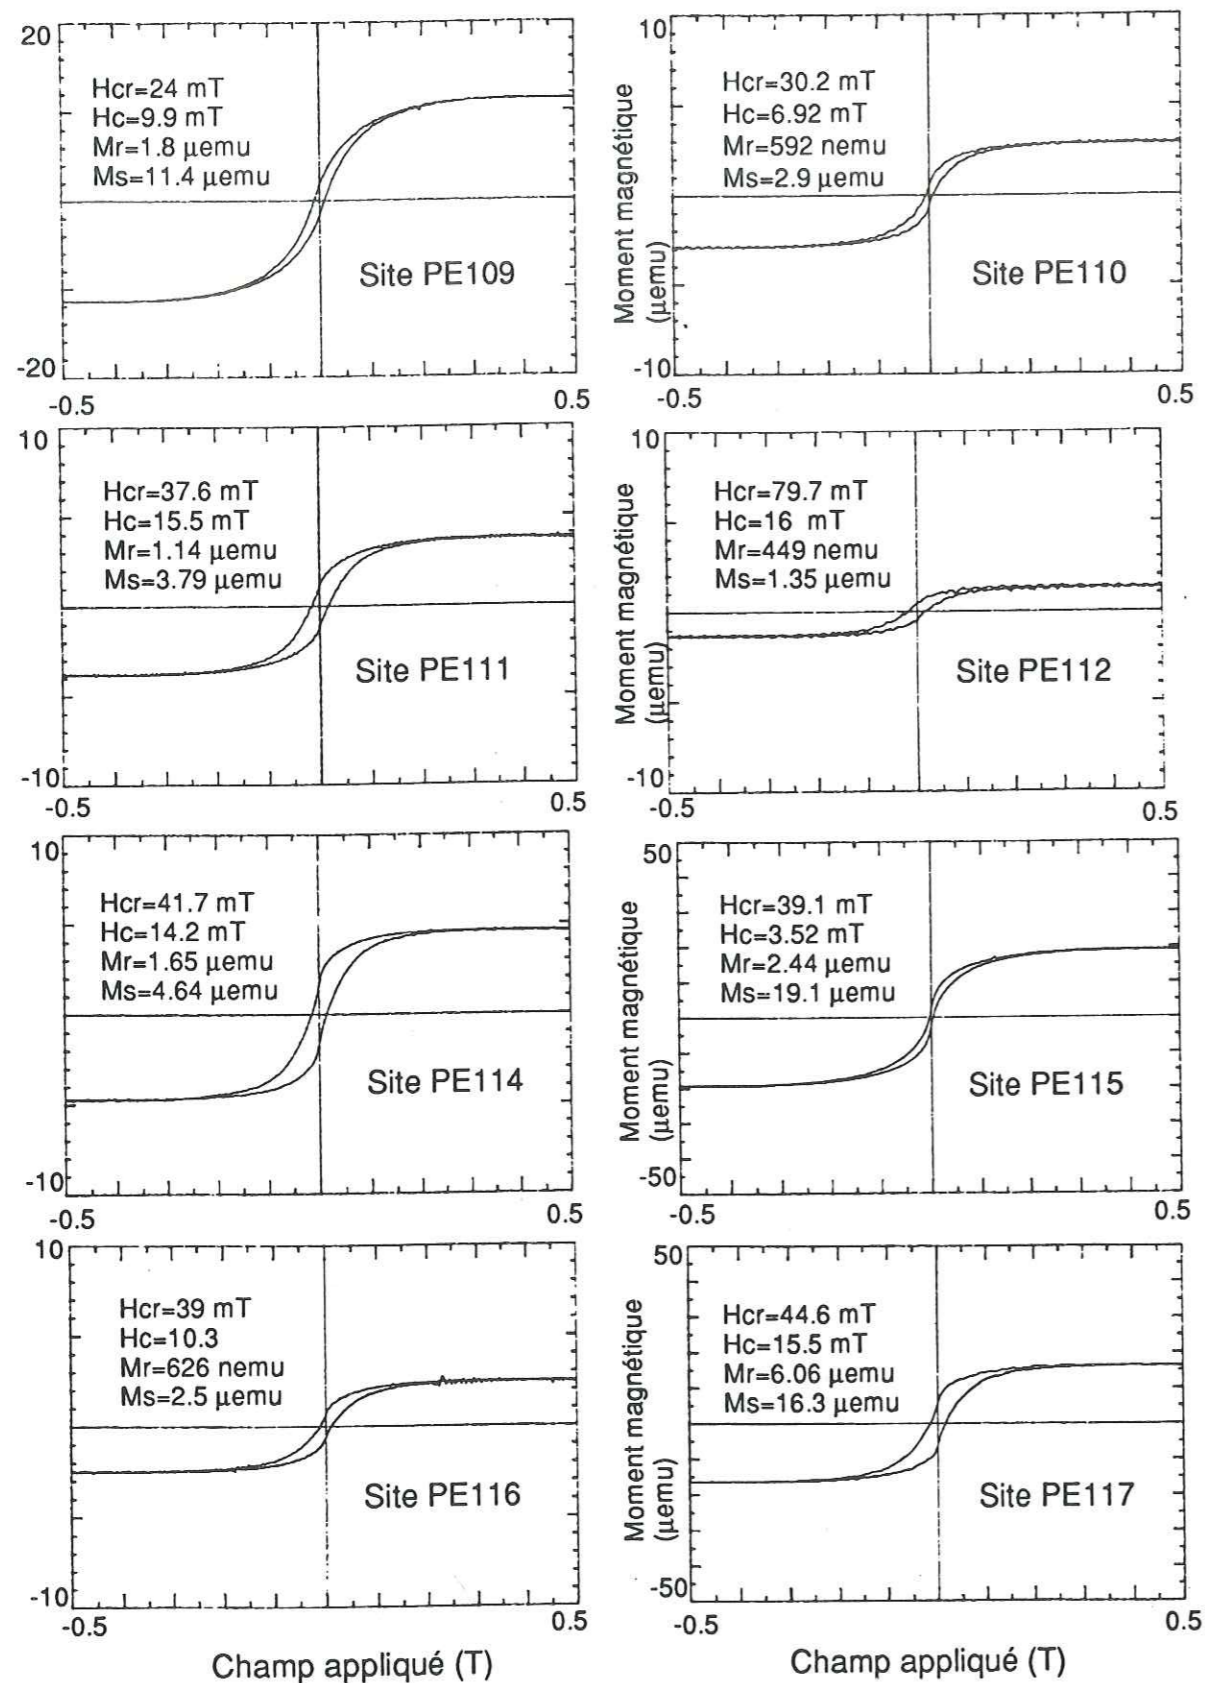 20
Hcr=24 mT
Hc=9.9 mT
Mr=1.8 µemu
Ms=11.4 µemu
Site PE109
-20
-0.5
0.5
10
Hcr=30.2 mT
Hc=6.92 mT
Mr=592 nemu
Ms=2.9 µemu
Moment magnétique
(µemu)
Site PE110
-10
-0.5
0.5
10
Hcr=37.6 mT
Hc=15.5 mT
Mr=1.14 µemu
Ms=3.79 µemu
Site PE111
-10
-0.5
0.5
10
Hcr=79.7 mT
Hc=16 mT
Mr=449 nemu
Ms=1.35 µemu
Moment magnétique
(µemu)
Site PE112
-10
-0.5
0.5
10
Hcr=41.7 mT
Hc=14.2 mT
Mr=1.65 µemu
Ms=4.64 µemu
Site PE114
-10
-0.5
0.5
50
Hcr=39.1 mT
Hc=3.52 mT
Mr=2.44 µemu
Ms=19.1 µemu
Moment magnétique
(µemu)
Site PE115
-50
-0.5
0.5
10
Hcr=39 mT
Hc=10.3
Mr=626 nemu
Ms=2.5 µemu
Site PE116
-10
-0.5
0.5
Champ appliqué (T)
50
Hcr=44.6 mT
Hc=15.5 mT
Mr=6.06 µemu
Ms=16.3 µemu
Moment magnétique
(µemu)
Site PE117
-50
-0.5
0.5
Champ appliqué (T)